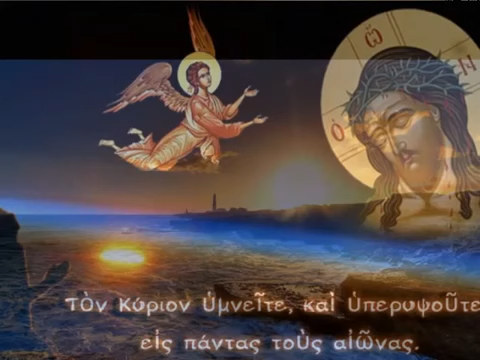 ὁ ὤ Ν
Τὸν Κύριον ὑμνεῖτε, καὶ ὑπερυψοῦτε
εἰς πάντας τοὺς αἰῶνας.